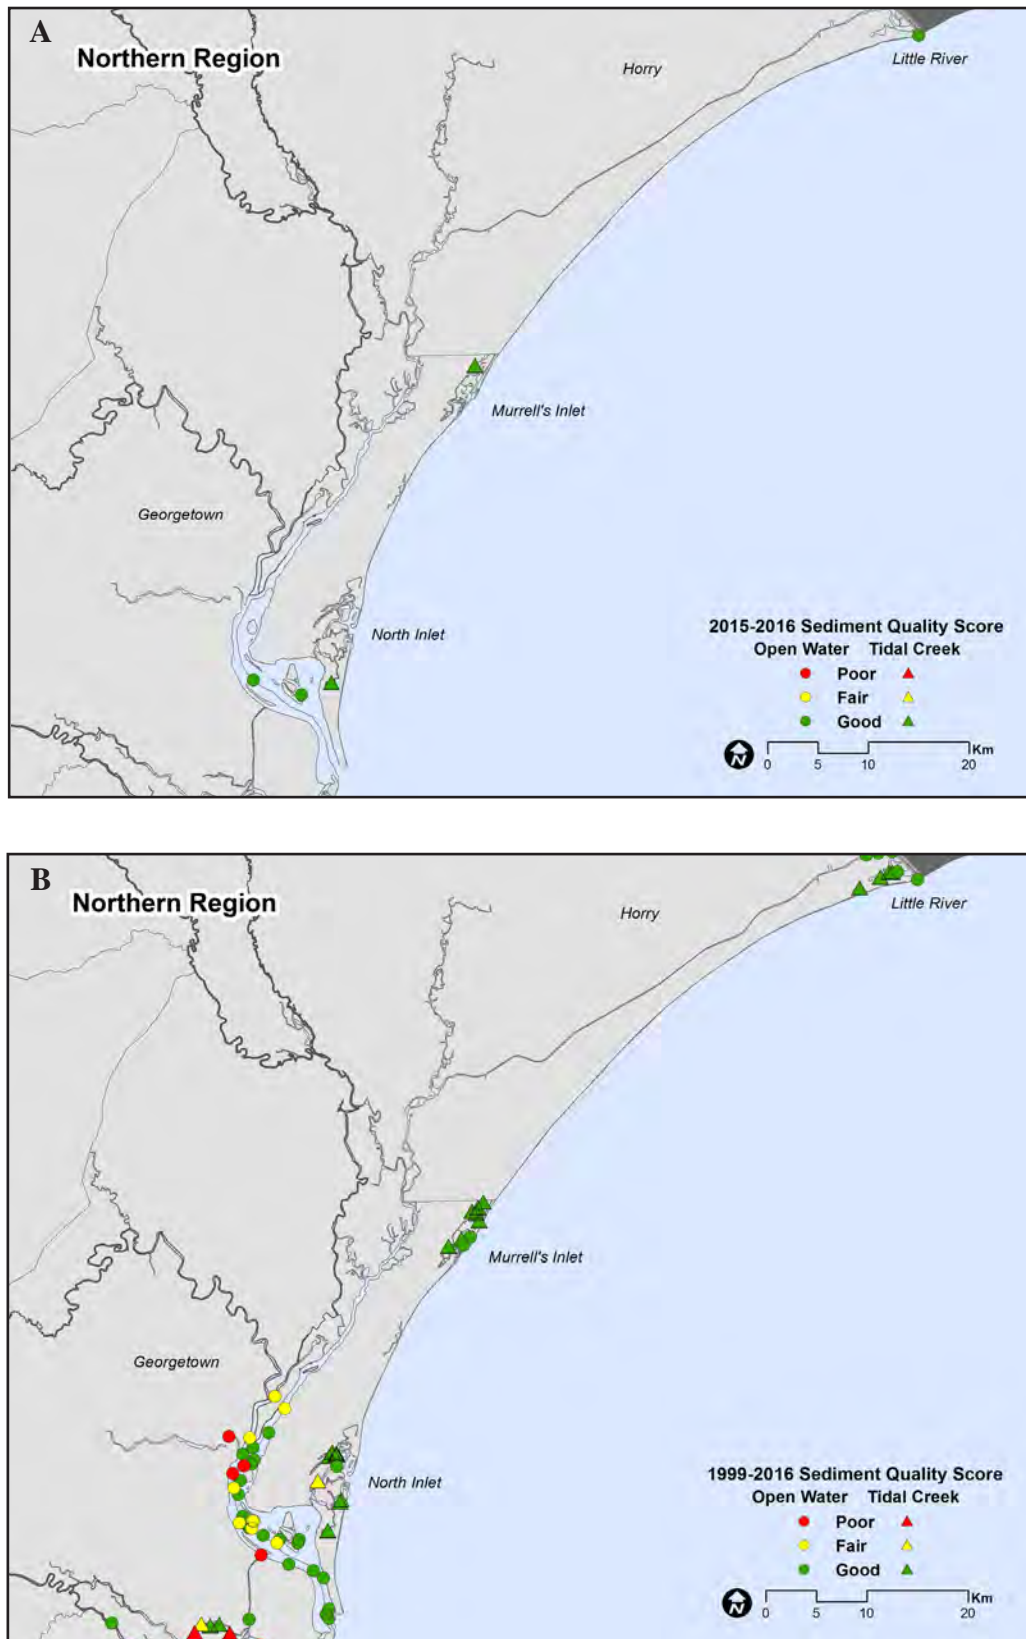 A
Northern Region
Horry
Little River
Murrell's Inlet
Georgetown
North Inlet
2015-2016 Sediment Quality Score
Open Water Tidal Creek
Poor
Fair
Good
N
0 5 10 20 Km
B
Northern Region
Horry
Little River
Murrell's Inlet
Georgetown
North Inlet
1999-2016 Sediment Quality Score
Open Water Tidal Creek
Poor
Fair
Good
N
0 5 10 20 Km